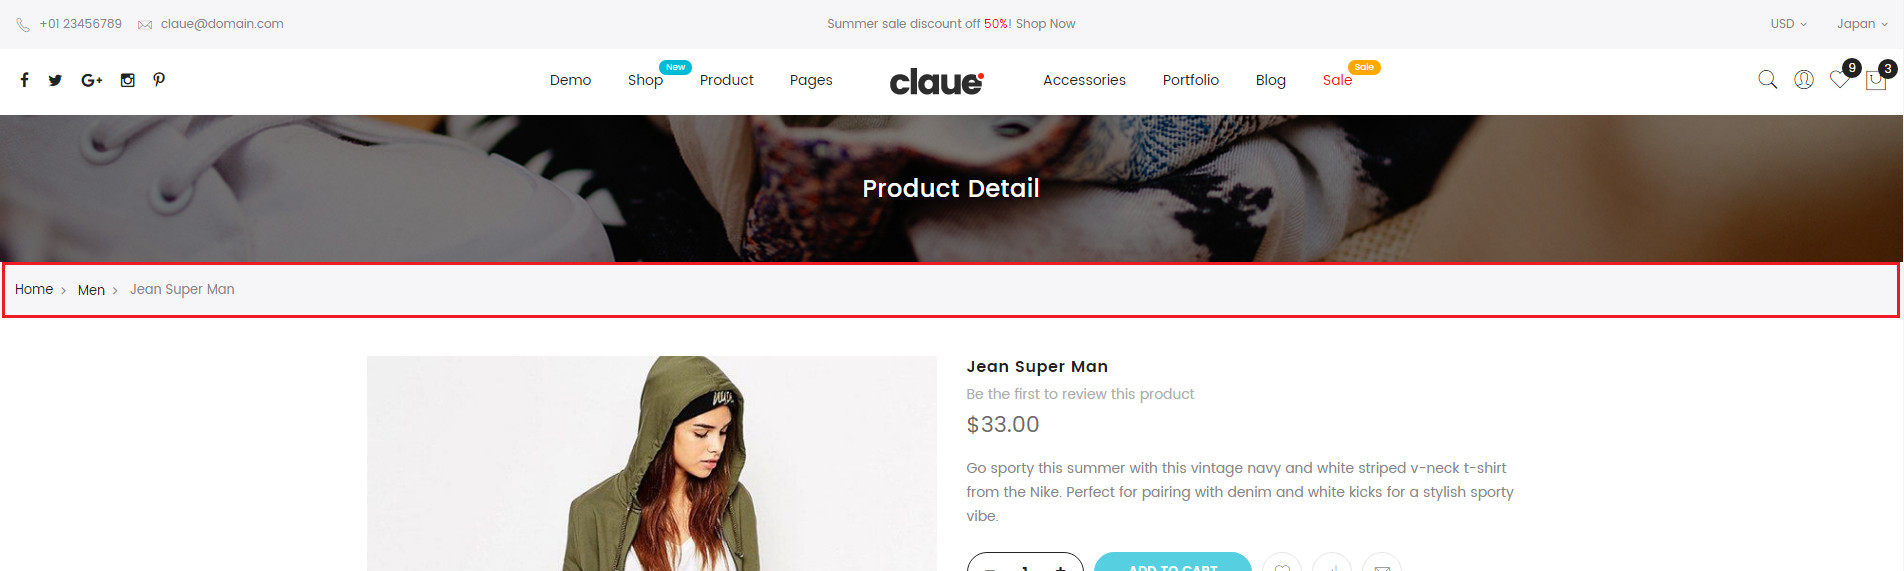 +01 23456789 claue@domain.com Summer sale discount off 50%! Shop Now USD Japan
Demo Shop New Product Pages claue Accessories Portfolio Blog Sale Sale 9 3
Product Detail
Home > Men > Jean Super Man
Jean Super Man
Be the first to review this product
$33.00
Go sporty this summer with this vintage navy and white striped v-neck t-shirt
from the Nike. Perfect for pairing with denim and white kicks for a stylish sporty
vibe.
- 1 + ADD TO CART